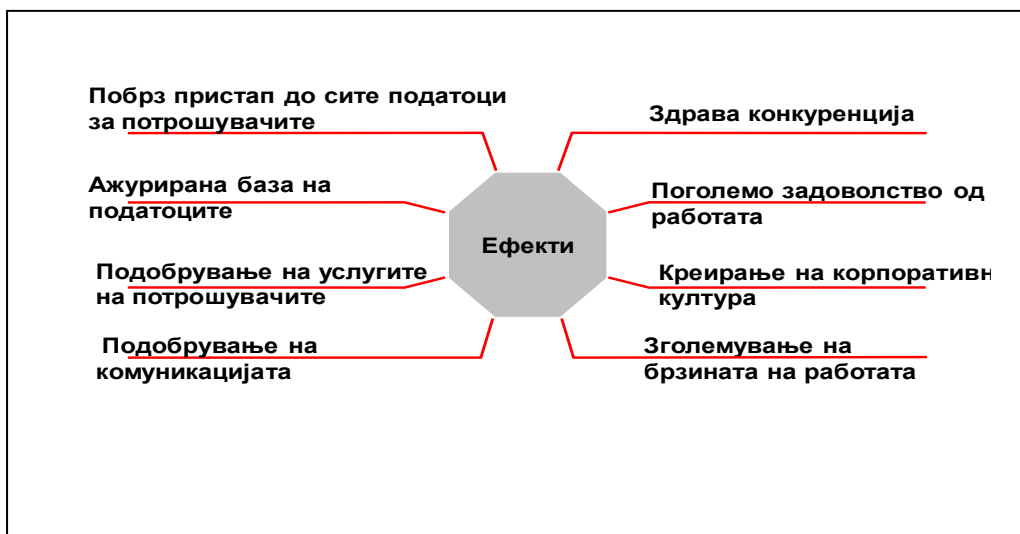 Побрз пристап до сите податоци
за потрошувачите
Ажурирана база на
податоците
Подобрување на услугите
на потрошувачите
Подобрување на
комуникацијата
Ефекти
Здрава конкуренција
Поголемо задоволство од
работата
Креирање на корпоративн
култура
Зголемување на
брзината на работата